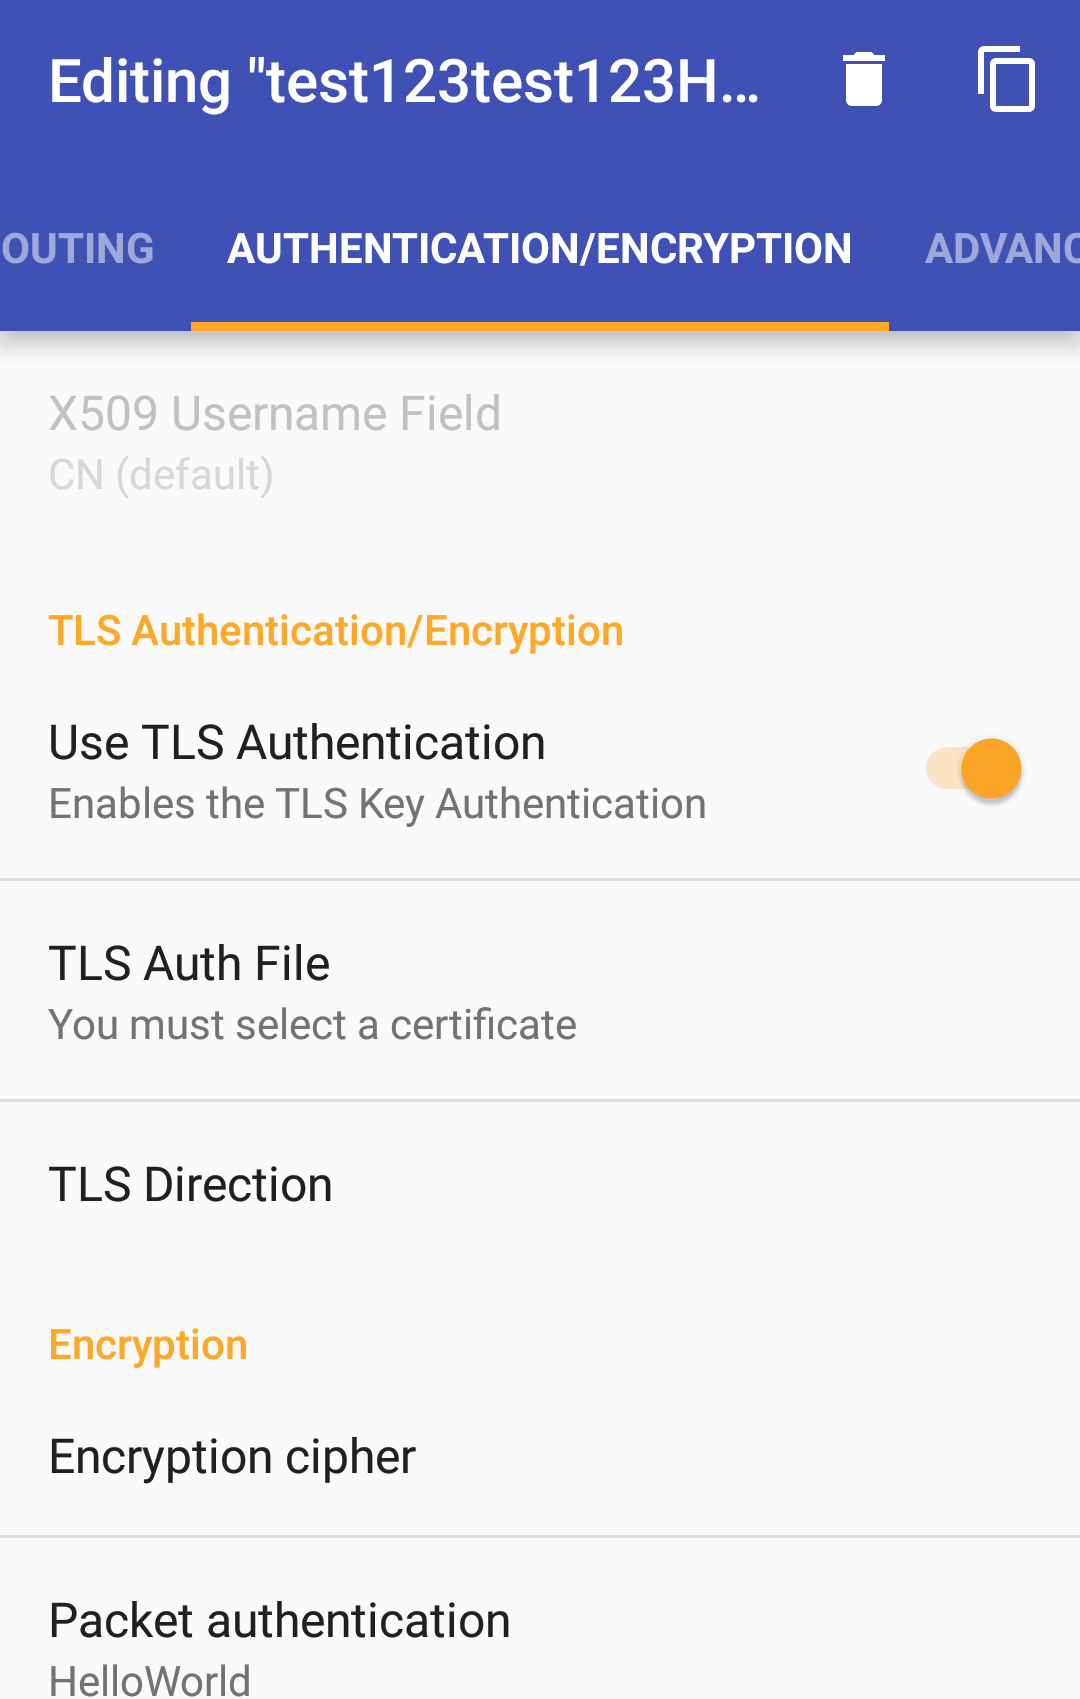 Editing "test123test123H...
OUTING
AUTHENTICATION/ENCRYPTION
ADVANC
X509 Username Field
CN (default)
TLS Authentication/Encryption
Use TLS Authentication
Enables the TLS Key Authentication
TLS Auth File
You must select a certificate
TLS Direction
Encryption
Encryption cipher
Packet authentication
HelloWorld